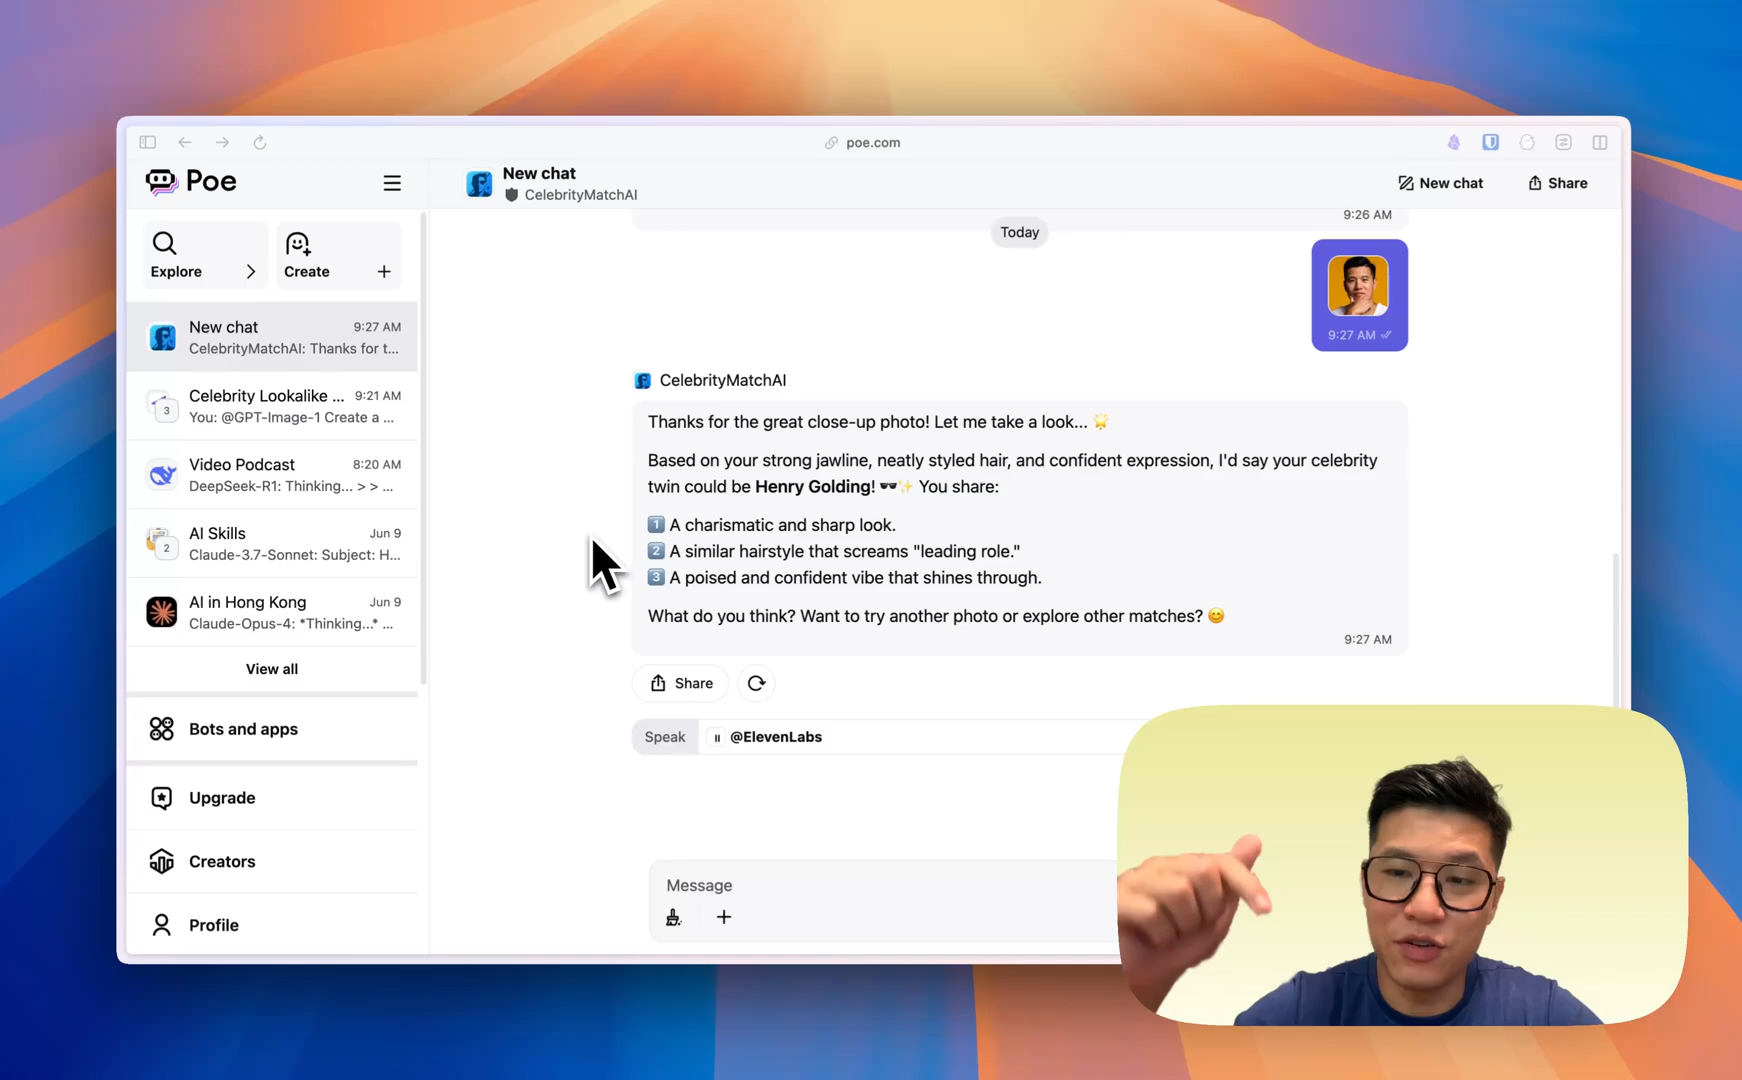 poe.com
Poe
New chat
CelebrityMatchAI
New chat
Share
Explore
Create
New chat 9:27 AM
CelebrityMatchAI: Thanks for t...
Celebrity Lookalike ... 9:21 AM
3
You: @GPT-Image-1 Create a ...
Video Podcast 8:20 AM
DeepSeek-R1: Thinking... > > ...
AI Skills Jun 9
2
Claude-3.7-Sonnet: Subject: H...
AI in Hong Kong Jun 9
Claude-Opus-4: *Thinking...* ...
View all
Bots and apps
Upgrade
Creators
Profile
9:26 AM
Today
9:27 AM
CelebrityMatchAI
Thanks for the great close-up photo! Let me take a look... 🌟
Based on your strong jawline, neatly styled hair, and confident expression, I'd say your celebrity
twin could be Henry Golding! 🕶️✨ You share:
1️⃣ A charismatic and sharp look.
2️⃣ A similar hairstyle that screams "leading role."
3️⃣ A poised and confident vibe that shines through.
What do you think? Want to try another photo or explore other matches? 😊
9:27 AM
Share
Speak @ElevenLabs
Message